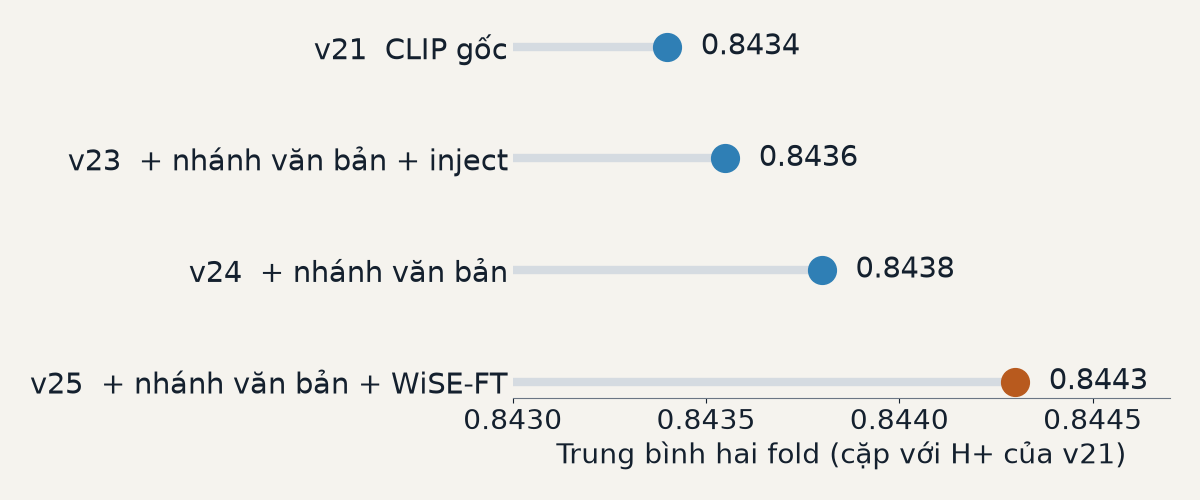 v21  CLIP gốc 0.8434
v23  + nhánh văn bản + inject 0.8436
v24  + nhánh văn bản 0.8438
v25  + nhánh văn bản + WiSE-FT 0.8443
0.8430 0.8435 0.8440 0.8445
Trung bình hai fold (cặp với H+ của v21)